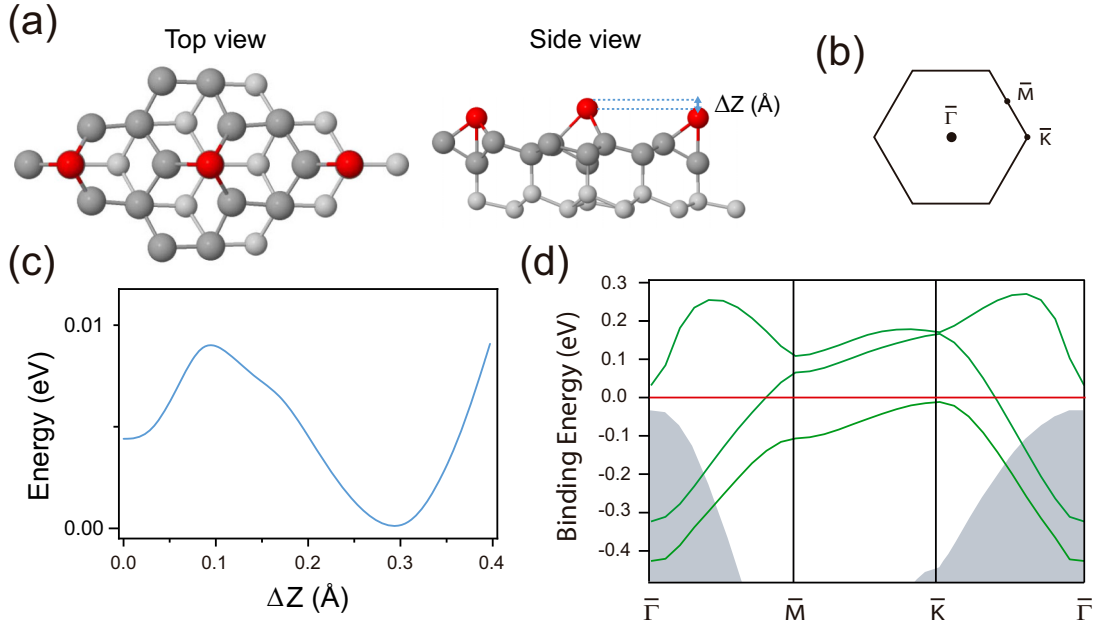 (a)
Top view
Side view
ΔZ (Å)
(b)
M̅
Γ̅
K̅
(c)
Energy (eV)
0.01
0.00
0.0
0.1
0.2
0.3
0.4
ΔZ (Å)
(d)
Binding Energy (eV)
0.3
0.2
0.1
0.0
-0.1
-0.2
-0.3
-0.4
Γ̅
M̅
K̅
Γ̅